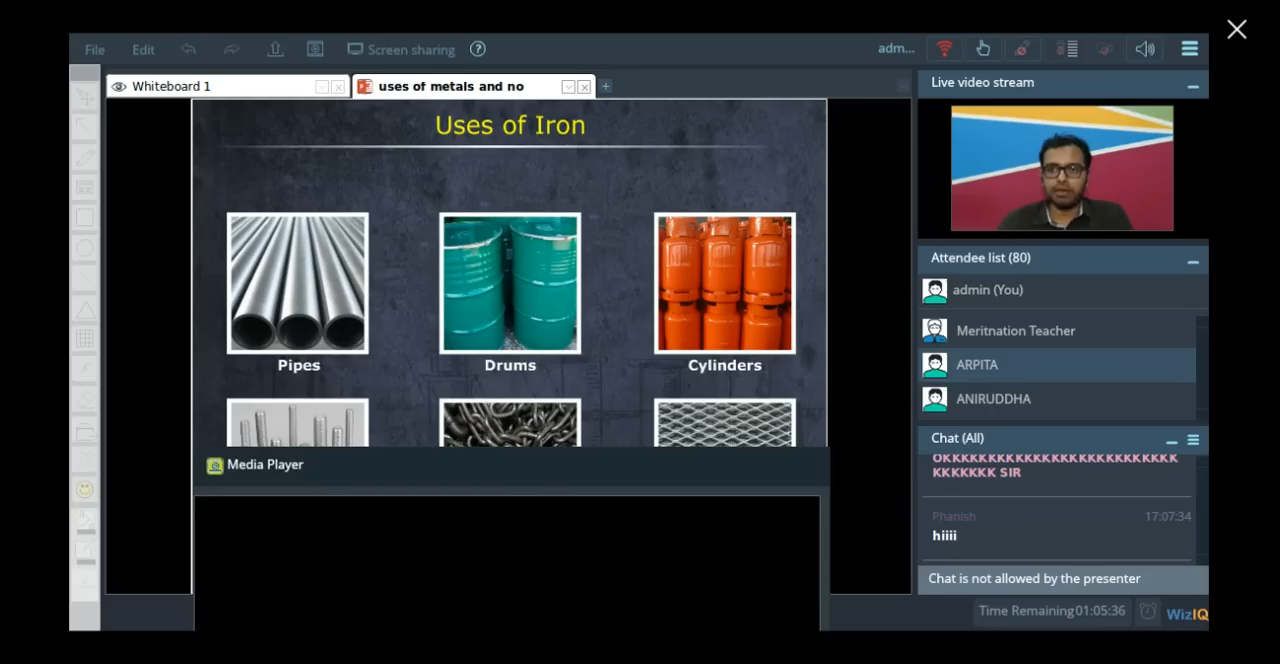 File Edit Screen sharing ? adm...
Whiteboard 1
uses of metals and no
Uses of Iron
Pipes
Drums
Cylinders
Media Player
Live video stream
Attendee list (80)
admin (You)
Meritnation Teacher
ARPITA
ANIRUDDHA
Chat (All)
OKKKKKKKKKKKKKKKKKKKKKKKKK
KKKKKKK SIR
Phanish 17:07:34
hiiii
Chat is not allowed by the presenter
Time Remaining 01:05:36
WizIQ